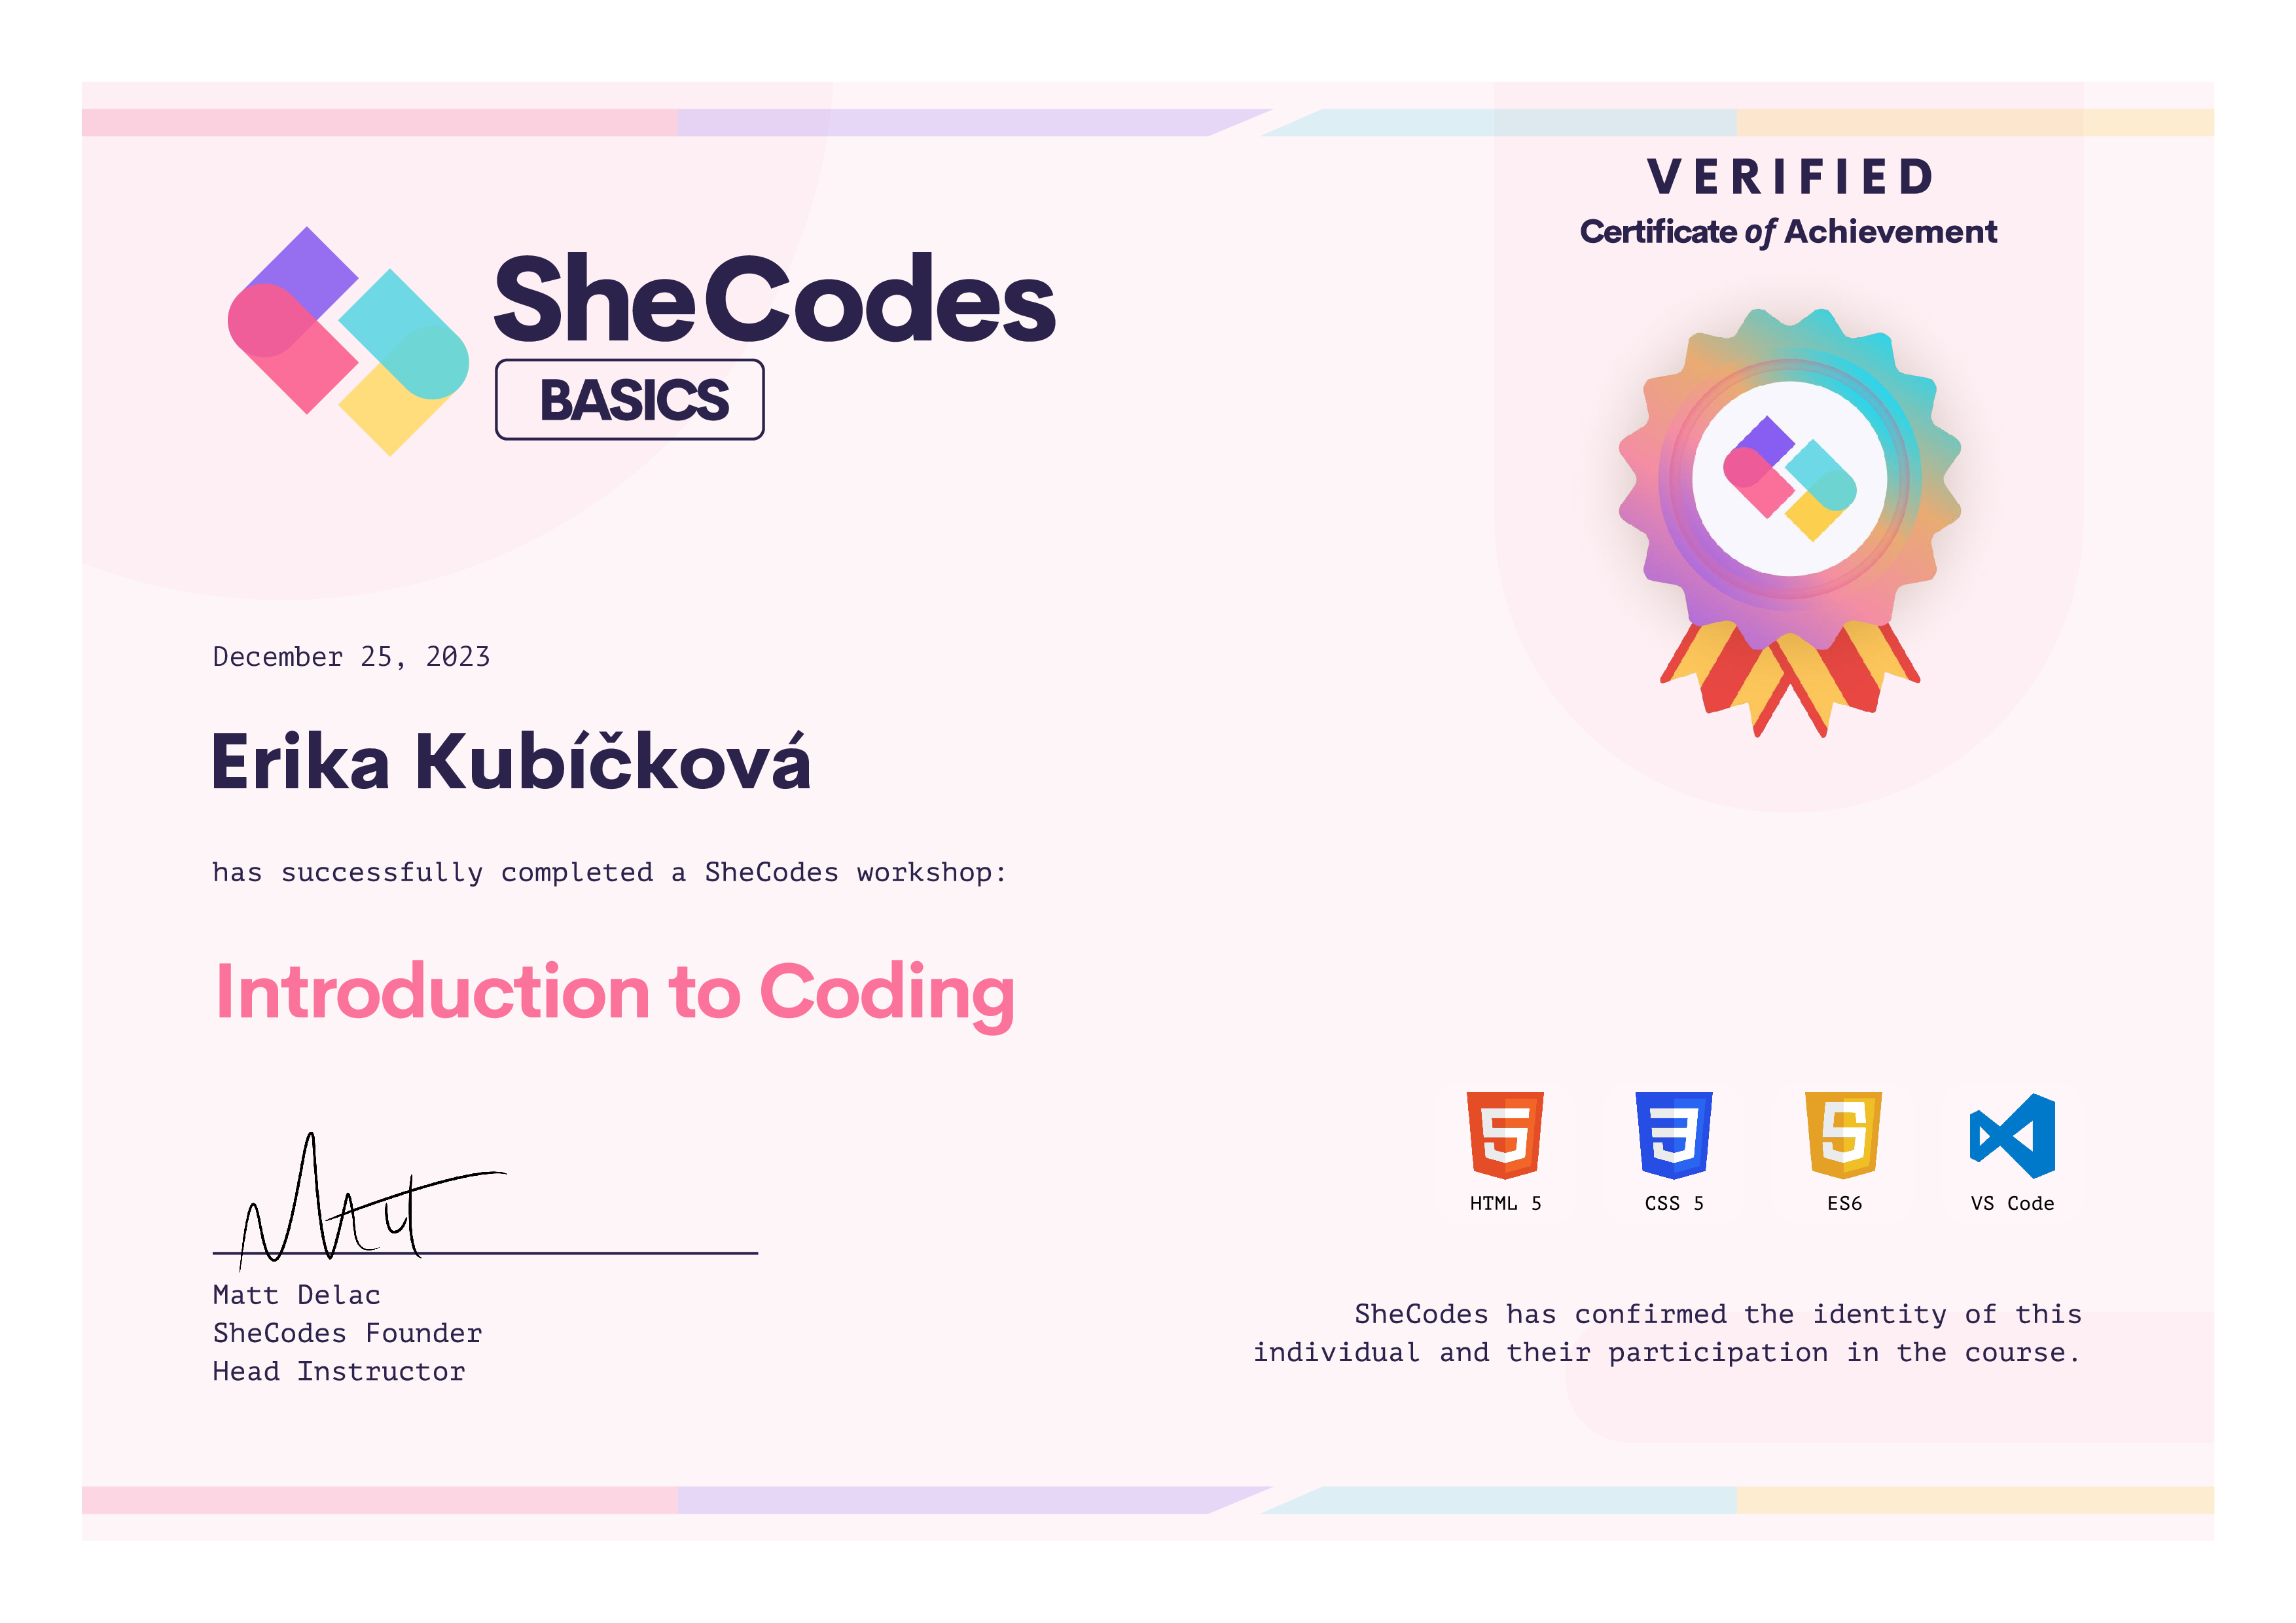 VERIFIED
Certificate of Achievement
SheCodes
BASICS
December 25, 2023
Erika Kubíčková
has successfully completed a SheCodes workshop:
Introduction to Coding
HTML 5
CSS 5
ES6
VS Code
Matt
Matt Delac
SheCodes Founder
Head Instructor
SheCodes has confirmed the identity of this
individual and their participation in the course.